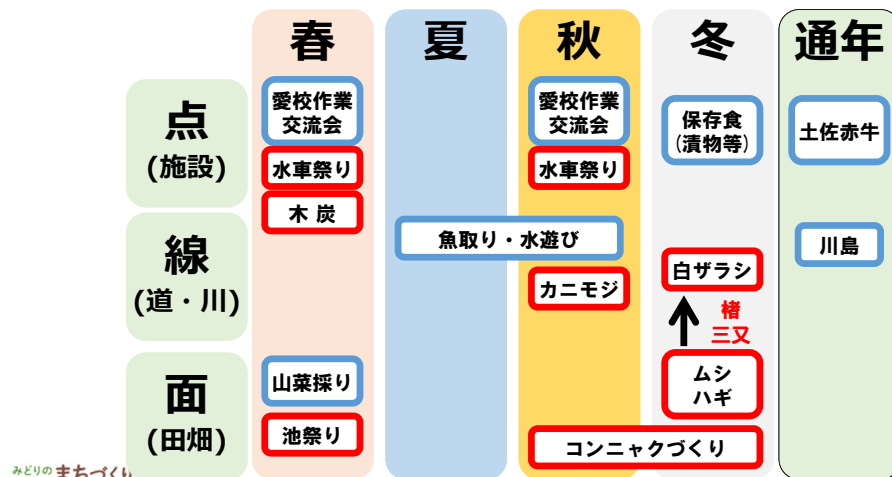 春
夏
秋
冬
通年
点
(施設)
愛校作業
交流会
愛校作業
交流会
保存食
(漬物等)
土佐赤牛
水車祭り
水車祭り
木 炭
線
(道・川)
魚取り・水遊び
川島
白ザラシ
カニモジ
楮
三又
面
(田畑)
山菜採り
ムシ
ハギ
池祭り
コンニャクづくり
みどりの まちづくり